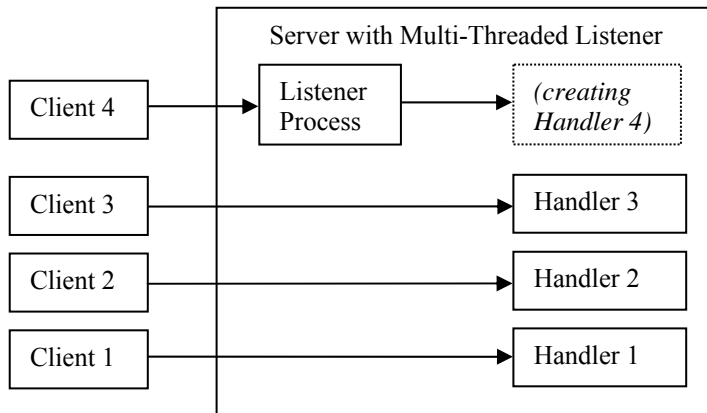 Server with Multi-Threaded Listener
Client 4
Listener
Process
(creating
Handler 4)
Client 3
Handler 3
Client 2
Handler 2
Client 1
Handler 1